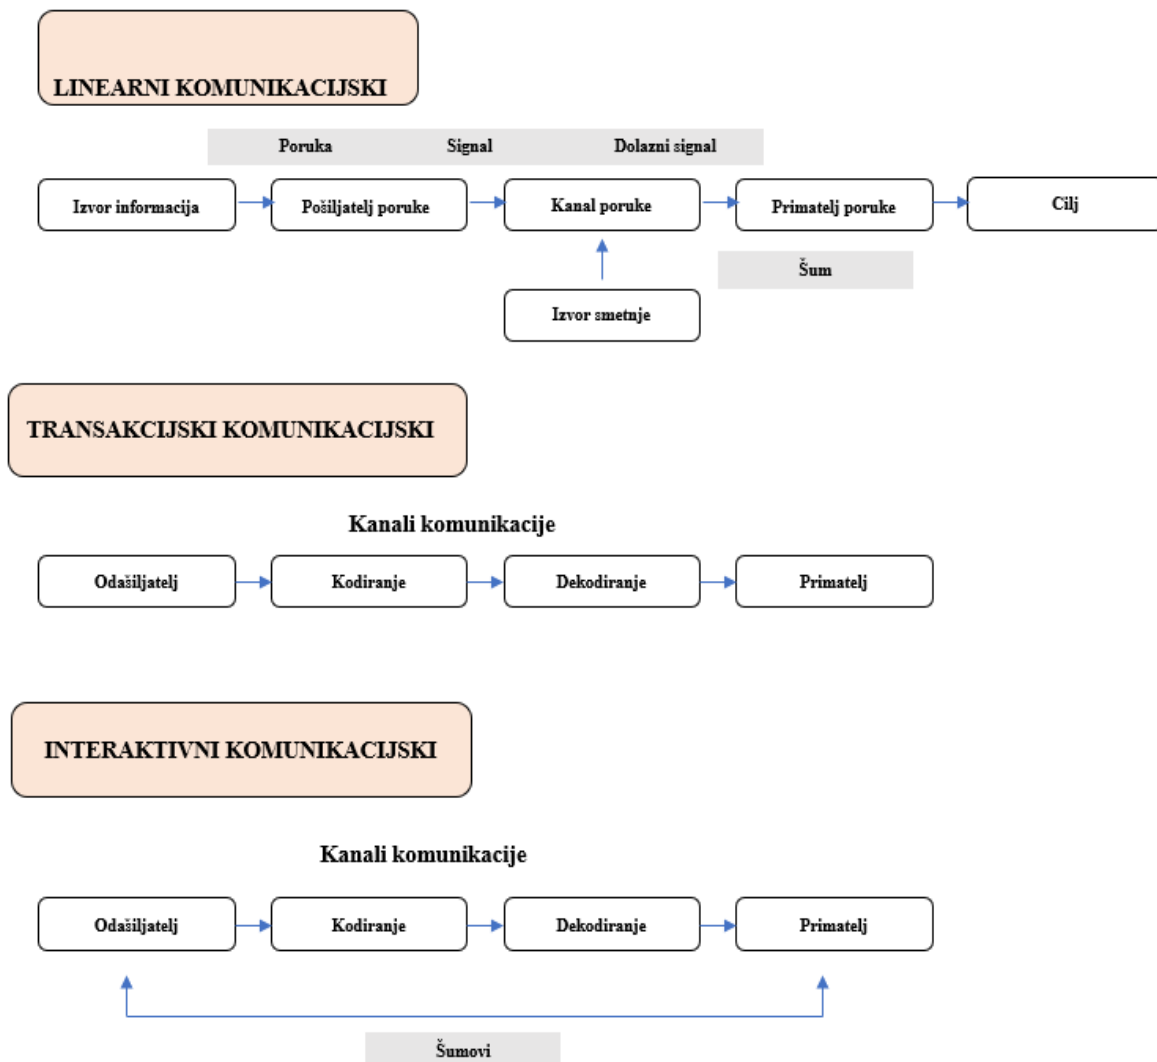 LINEARNI KOMUNIKACIJSKI
Poruka Signal Dolazni signal
Izvor informacija Pošiljatelj poruke Kanal poruke Primatelj poruke Cilj
Šum
Izvor smetnje
TRANSAKCIJSKI KOMUNIKACIJSKI
Kanali komunikacije
Odašiljatelj Kodiranje Dekodiranje Primatelj
INTERAKTIVNI KOMUNIKACIJSKI
Kanali komunikacije
Odašiljatelj Kodiranje Dekodiranje Primatelj
Šumovi